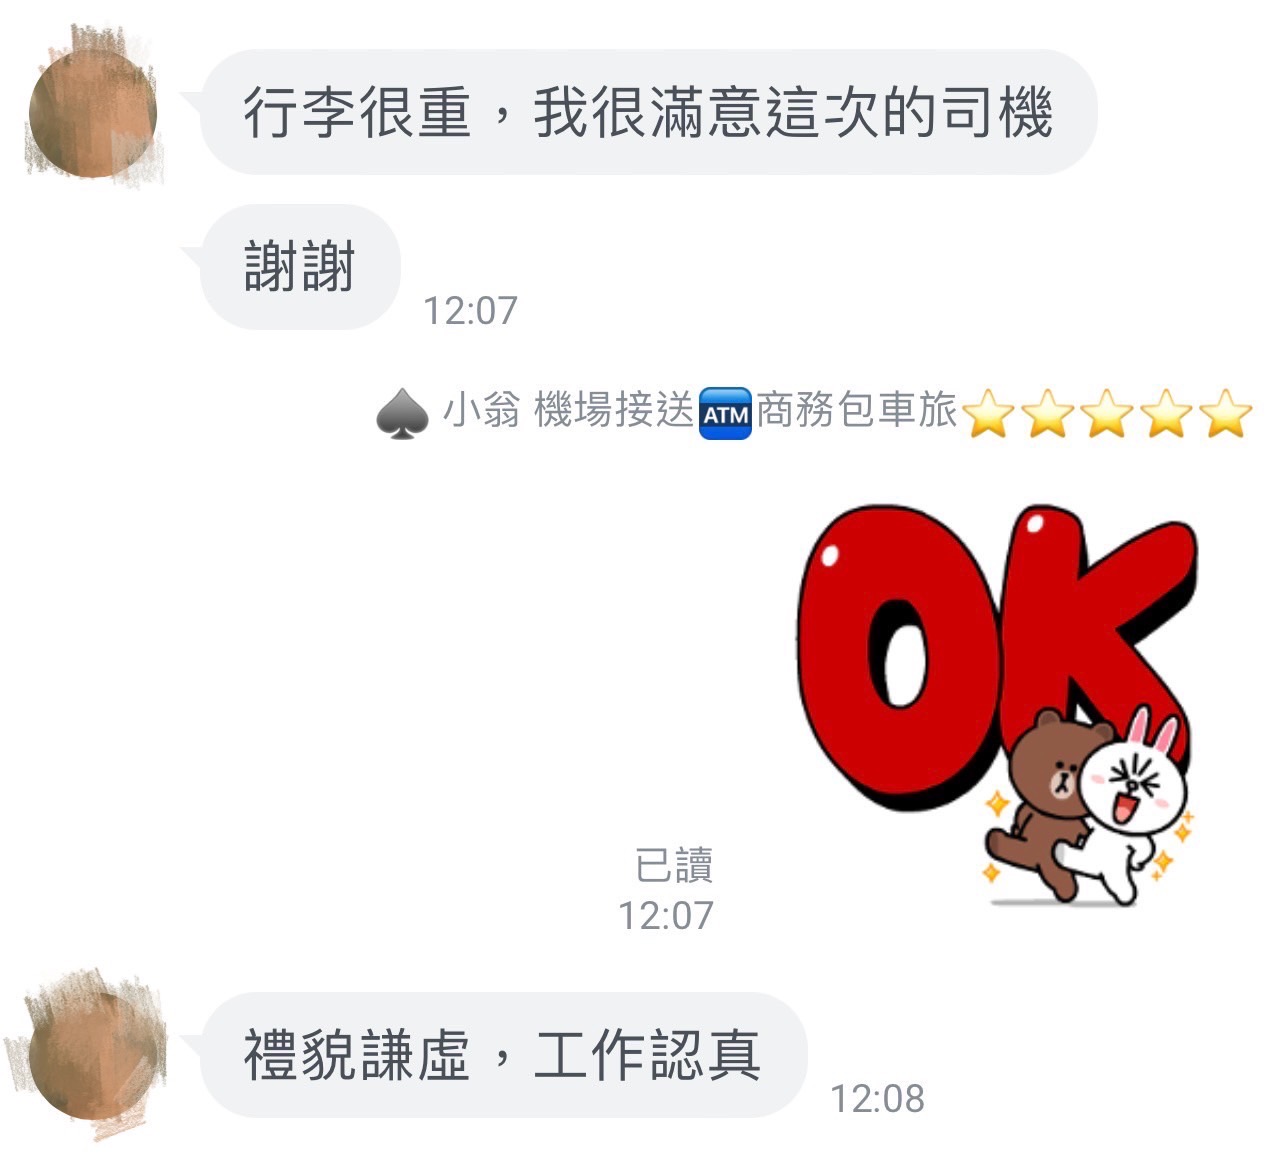 行李很重，我很滿意這次的司機
謝謝
12:07
♠️ 小翁 機場接送🏧商務包車旅⭐⭐⭐⭐⭐
OK
已讀
12:07
禮貌謙虛，工作認真
12:08